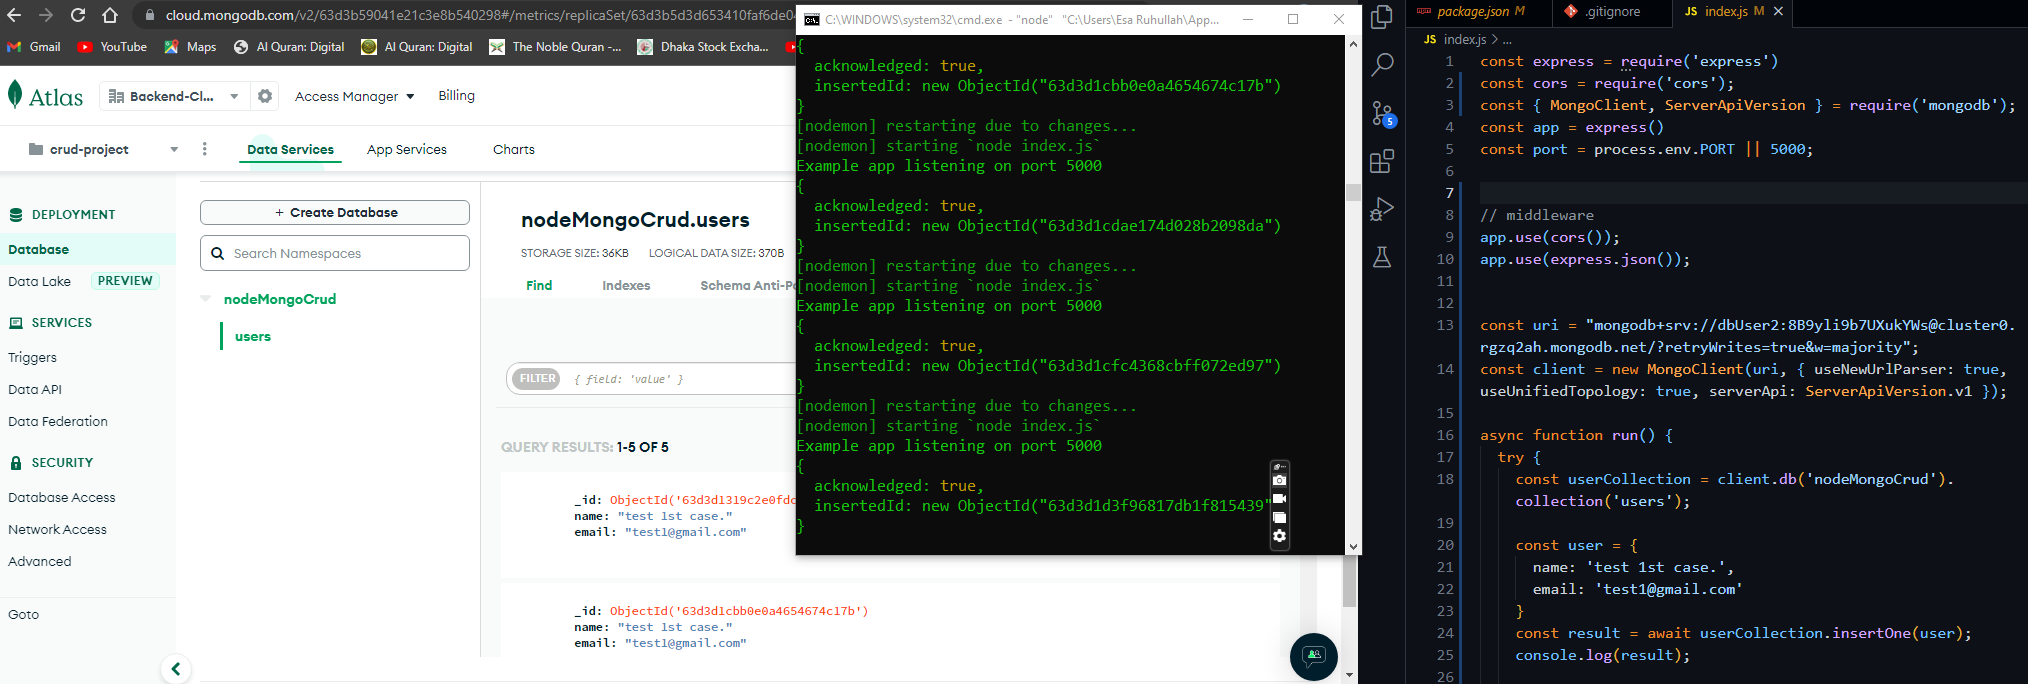 cloud.mongodb.com/v2/63d3b59041e21c3e8b540298#/metrics/replicaSet/63d3b5d3d653410faf6de04
Gmail YouTube Maps Al Quran: Digital Al Quran: Digital The Noble Quran -... Dhaka Stock Excha...
Atlas Backend-Cl... Access Manager Billing
crud-project Data Services App Services Charts
DEPLOYMENT
Database
Data Lake PREVIEW
SERVICES
Triggers
Data API
Data Federation
SECURITY
Database Access
Network Access
Advanced
Goto
+ Create Database
Search Namespaces
nodeMongoCrud
users
nodeMongoCrud.users
STORAGE SIZE: 36KB LOGICAL DATA SIZE: 370B
Find Indexes Schema Anti-Pa
FILTER { field: 'value' }
QUERY RESULTS: 1-5 OF 5
_id: ObjectId('63d3d1319c2e0fdc
name: "test 1st case."
email: "test1@gmail.com"
_id: ObjectId('63d3d1cbb0e0a4654674c17b')
name: "test 1st case."
email: "test1@gmail.com"
C:\WINDOWS\system32\cmd.exe - "node" "C:\Users\Esa Ruhullah\App...
{
acknowledged: true,
insertedId: new ObjectId("63d3d1cbb0e0a4654674c17b")
}
[nodemon] restarting due to changes...
[nodemon] starting `node index.js`
Example app listening on port 5000
{
acknowledged: true,
insertedId: new ObjectId("63d3d1cdae174d028b2098da")
}
[nodemon] restarting due to changes...
[nodemon] starting `node index.js`
Example app listening on port 5000
{
acknowledged: true,
insertedId: new ObjectId("63d3d1cfc4368cbff072ed97")
}
[nodemon] restarting due to changes...
[nodemon] starting `node index.js`
Example app listening on port 5000
{
acknowledged: true,
insertedId: new ObjectId("63d3d1d3f96817db1f815439"
}
5
package.json M .gitignore JS index.js M
JS index.js > ...
1 const express = require('express')
2 const cors = require('cors');
3 const { MongoClient, ServerApiVersion } = require('mongodb');
4 const app = express()
5 const port = process.env.PORT || 5000;
6
7
8 // middleware
9 app.use(cors());
10 app.use(express.json());
11
12
13 const uri = "mongodb+srv://dbUser2:8B9yli9b7UXukYWs@cluster0.
rgzq2ah.mongodb.net/?retryWrites=true&w=majority";
14 const client = new MongoClient(uri, { useNewUrlParser: true,
useUnifiedTopology: true, serverApi: ServerApiVersion.v1 });
15
16 async function run() {
17 try {
18 const userCollection = client.db('nodeMongoCrud').
collection('users');
19
20 const user = {
21 name: 'test 1st case.',
22 email: 'test1@gmail.com'
23 }
24 const result = await userCollection.insertOne(user);
25 console.log(result);
26